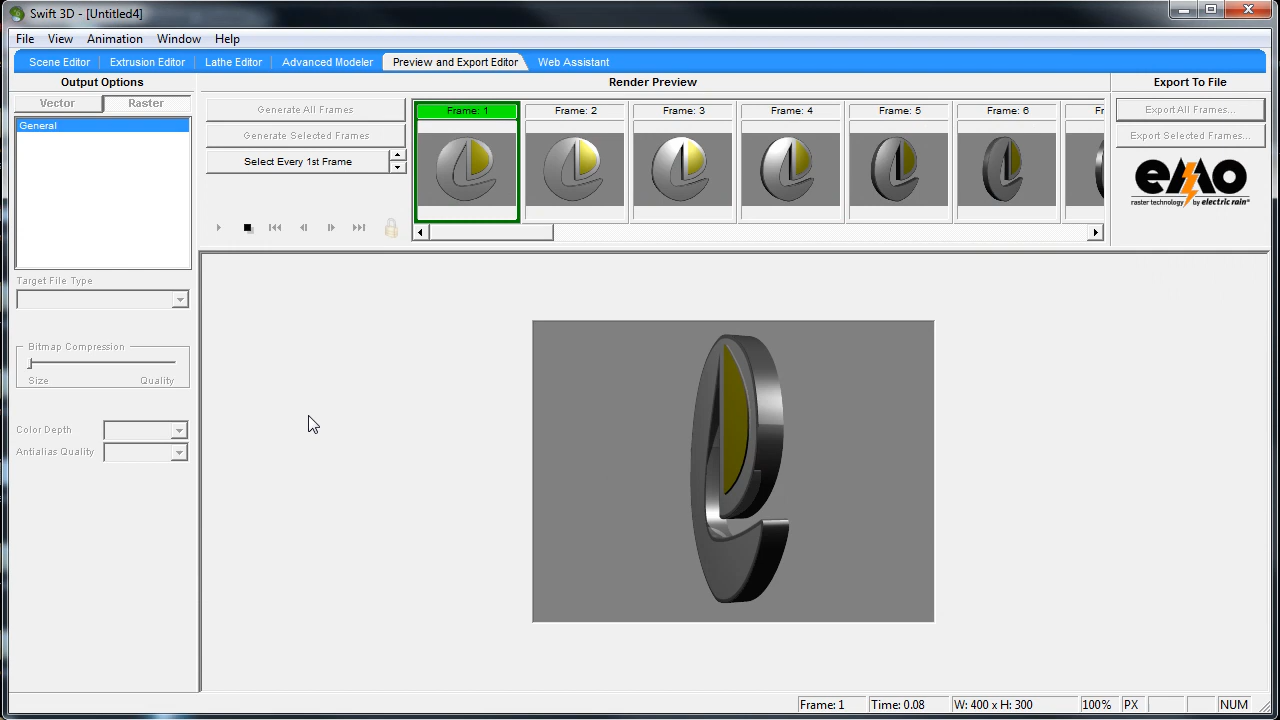 Swift 3D - [Untitled4]
File View Animation Window Help
Scene Editor Extrusion Editor Lathe Editor Advanced Modeler Preview and Export Editor Web Assistant
Output Options
Render Preview
Export To File
Vector Raster
General
Generate All Frames
Generate Selected Frames
Select Every 1st Frame
Frame: 1 Frame: 2 Frame: 3 Frame: 4 Frame: 5 Frame: 6 Fr
Export All Frames...
Export Selected Frames...
emo
raster technology by electric rain®
Target File Type
Bitmap Compression
Size Quality
Color Depth
Antialias Quality
Frame: 1 Time: 0.08 W: 400 x H: 300 100% PX NUM